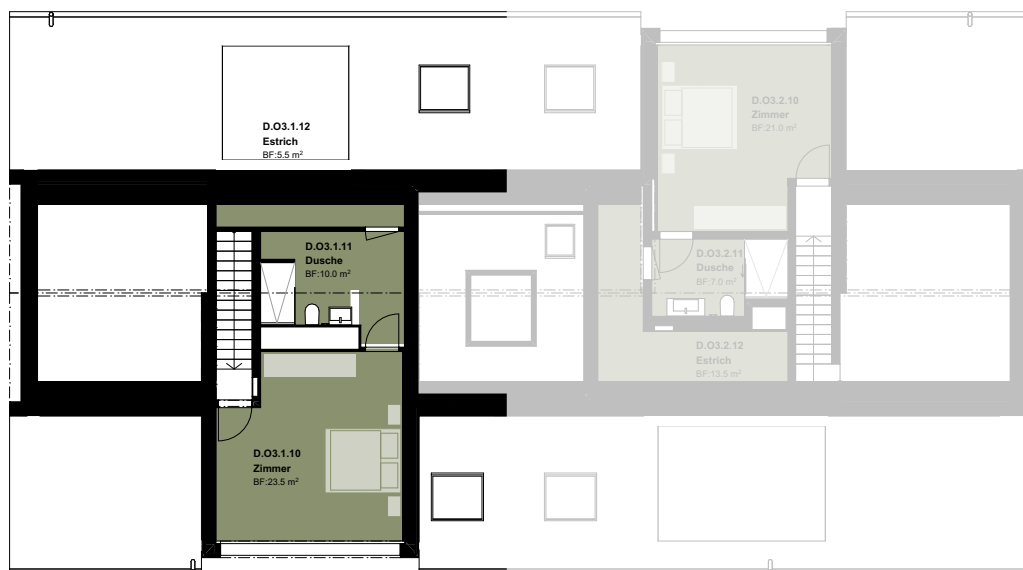 D.O3.1.12
Estrich
BF:5.5 m²
D.O3.2.10
Zimmer
BF:21.0 m²
D.O3.1.11
Dusche
BF:10.0 m²
D.O3.2.11
Dusche
BF:7.0 m²
D.O3.2.12
Estrich
BF:13.5 m²
D.O3.1.10
Zimmer
BF:23.5 m²